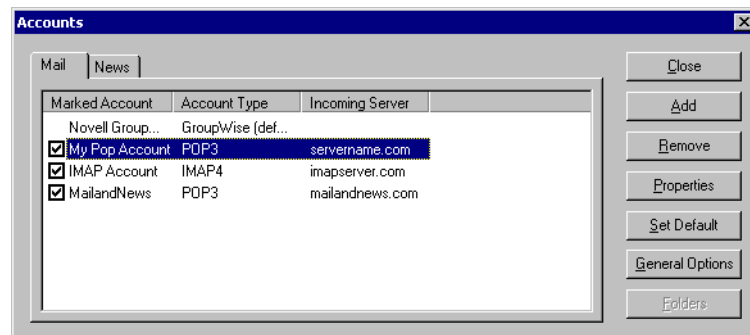 Accounts
Mail News
Marked Account Account Type Incoming Server
Novell Group... GroupWise (def...
My Pop Account POP3 servername.com
IMAP Account IMAP4 imapserver.com
MailandNews POP3 mailandnews.com
Close
Add
Remove
Properties
Set Default
General Options
Folders